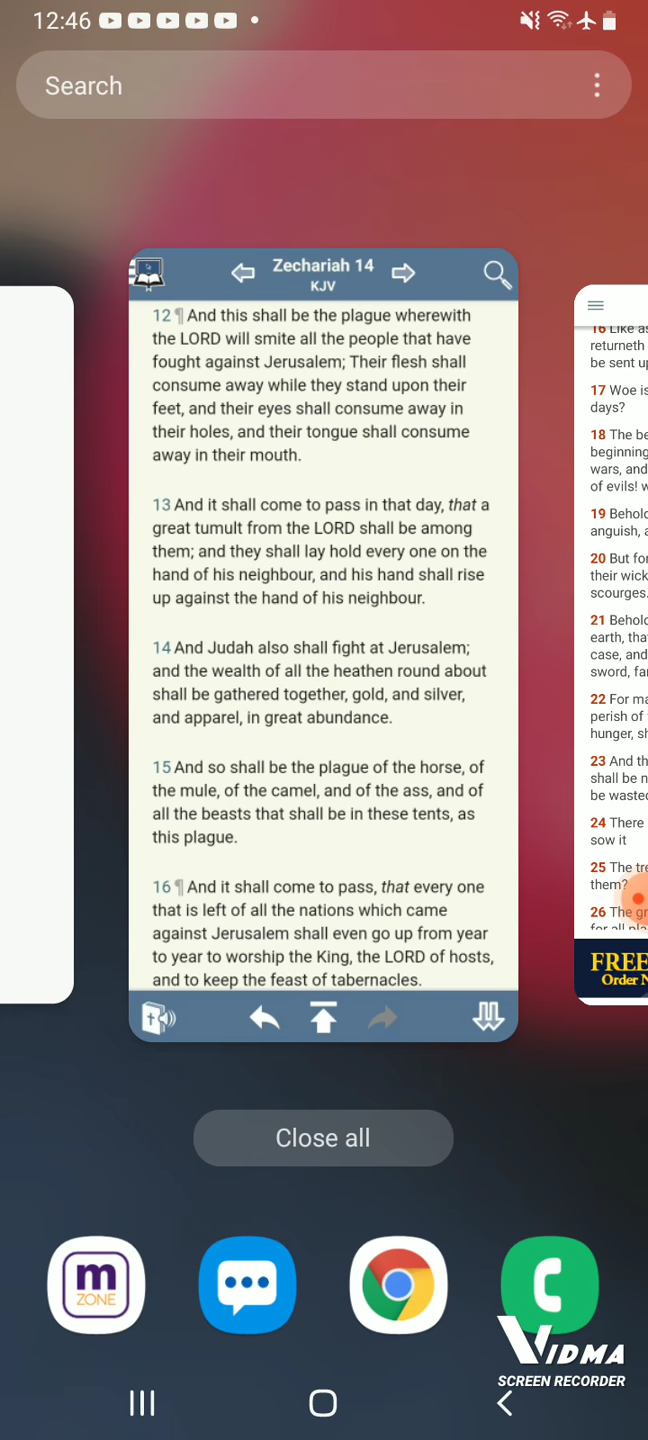 12:46
Search
Zechariah 14
KJV
12 ¶ And this shall be the plague wherewith
the LORD will smite all the people that have
fought against Jerusalem; Their flesh shall
consume away while they stand upon their
feet, and their eyes shall consume away in
their holes, and their tongue shall consume
away in their mouth.
13 And it shall come to pass in that day, that a
great tumult from the LORD shall be among
them; and they shall lay hold every one on the
hand of his neighbour, and his hand shall rise
up against the hand of his neighbour.
14 And Judah also shall fight at Jerusalem;
and the wealth of all the heathen round about
shall be gathered together, gold, and silver,
and apparel, in great abundance.
15 And so shall be the plague of the horse, of
the mule, of the camel, and of the ass, and of
all the beasts that shall be in these tents, as
this plague.
16 ¶ And it shall come to pass, that every one
that is left of all the nations which came
against Jerusalem shall even go up from year
to year to worship the King, the LORD of hosts,
and to keep the feast of tabernacles.
16 Like as
returneth
be sent up
17 Woe is
days?
18 The be
beginning
wars, and
of evils! w
19 Behold
anguish, a
20 But for
their wick
scourges.
21 Behold
earth, tha
case, and
sword, fa
22 For ma
perish of
hunger, s
23 And th
shall be n
be waste
24 There
sow it
25 The tre
them?
26 The gr
for all pla
FREE
Order N
Close all
m
ZONE
VIDMA
SCREEN RECORDER